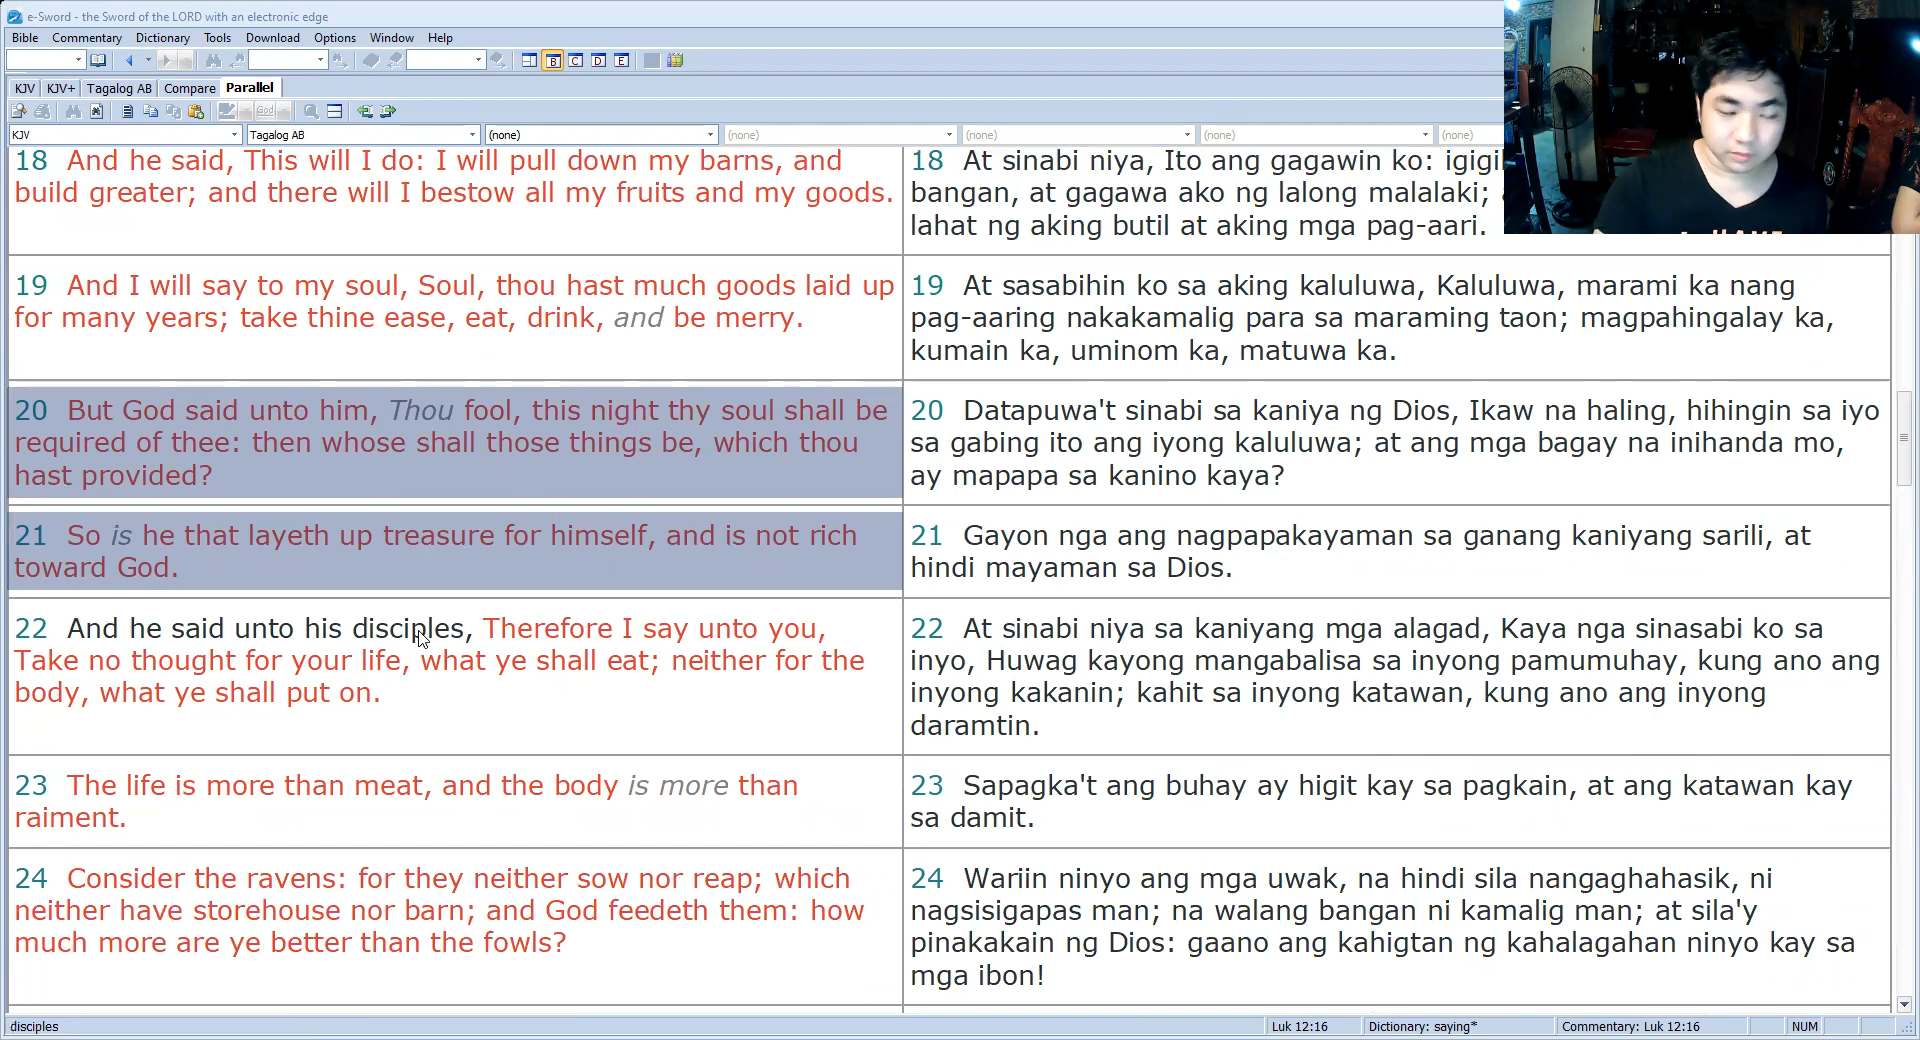 e-Sword - the Sword of the LORD with an electronic edge
Bible Commentary Dictionary Tools Download Options Window Help
B C D E
KJV KJV+ Tagalog AB Compare Parallel
KJV Tagalog AB (none) (none) (none) (none) (none)
18 And he said, This will I do: I will pull down my barns, and
build greater; and there will I bestow all my fruits and my goods.
19 And I will say to my soul, Soul, thou hast much goods laid up
for many years; take thine ease, eat, drink, and be merry.
20 But God said unto him, Thou fool, this night thy soul shall be
required of thee: then whose shall those things be, which thou
hast provided?
21 So is he that layeth up treasure for himself, and is not rich
toward God.
22 And he said unto his disciples, Therefore I say unto you,
Take no thought for your life, what ye shall eat; neither for the
body, what ye shall put on.
23 The life is more than meat, and the body is more than
raiment.
24 Consider the ravens: for they neither sow nor reap; which
neither have storehouse nor barn; and God feedeth them: how
much more are ye better than the fowls?
18 At sinabi niya, Ito ang gagawin ko:
bangan, at gagawa ako ng lalong malalaki;
lahat ng aking butil at aking mga pag-aari.
19 At sasabihin ko sa aking kaluluwa, Kaluluwa, marami ka nang
pag-aaring nakakamalig para sa maraming taon; magpahingalay ka,
kumain ka, uminom ka, matuwa ka.
20 Datapuwa't sinabi sa kaniya ng Dios, Ikaw na haling, hihingin sa iyo
sa gabing ito ang iyong kaluluwa; at ang mga bagay na inihanda mo,
ay mapapa sa kanino kaya?
21 Gayon nga ang nagpapakayaman sa ganang kaniyang sarili, at
hindi mayaman sa Dios.
22 At sinabi niya sa kaniyang mga alagad, Kaya nga sinasabi ko sa
inyo, Huwag kayong mangabalisa sa inyong pamumuhay, kung ano ang
inyong kakanin; kahit sa inyong katawan, kung ano ang inyong
daramtin.
23 Sapagka't ang buhay ay higit kay sa pagkain, at ang katawan kay
sa damit.
24 Wariin ninyo ang mga uwak, na hindi sila nangaghahasik, ni
nagsisigapas man; na walang bangan ni kamalig man; at sila'y
pinakakain ng Dios: gaano ang kahigtan ng kahalagahan ninyo kay sa
mga ibon!
disciples Luk 12:16 Dictionary: saying* Commentary: Luk 12:16 NUM